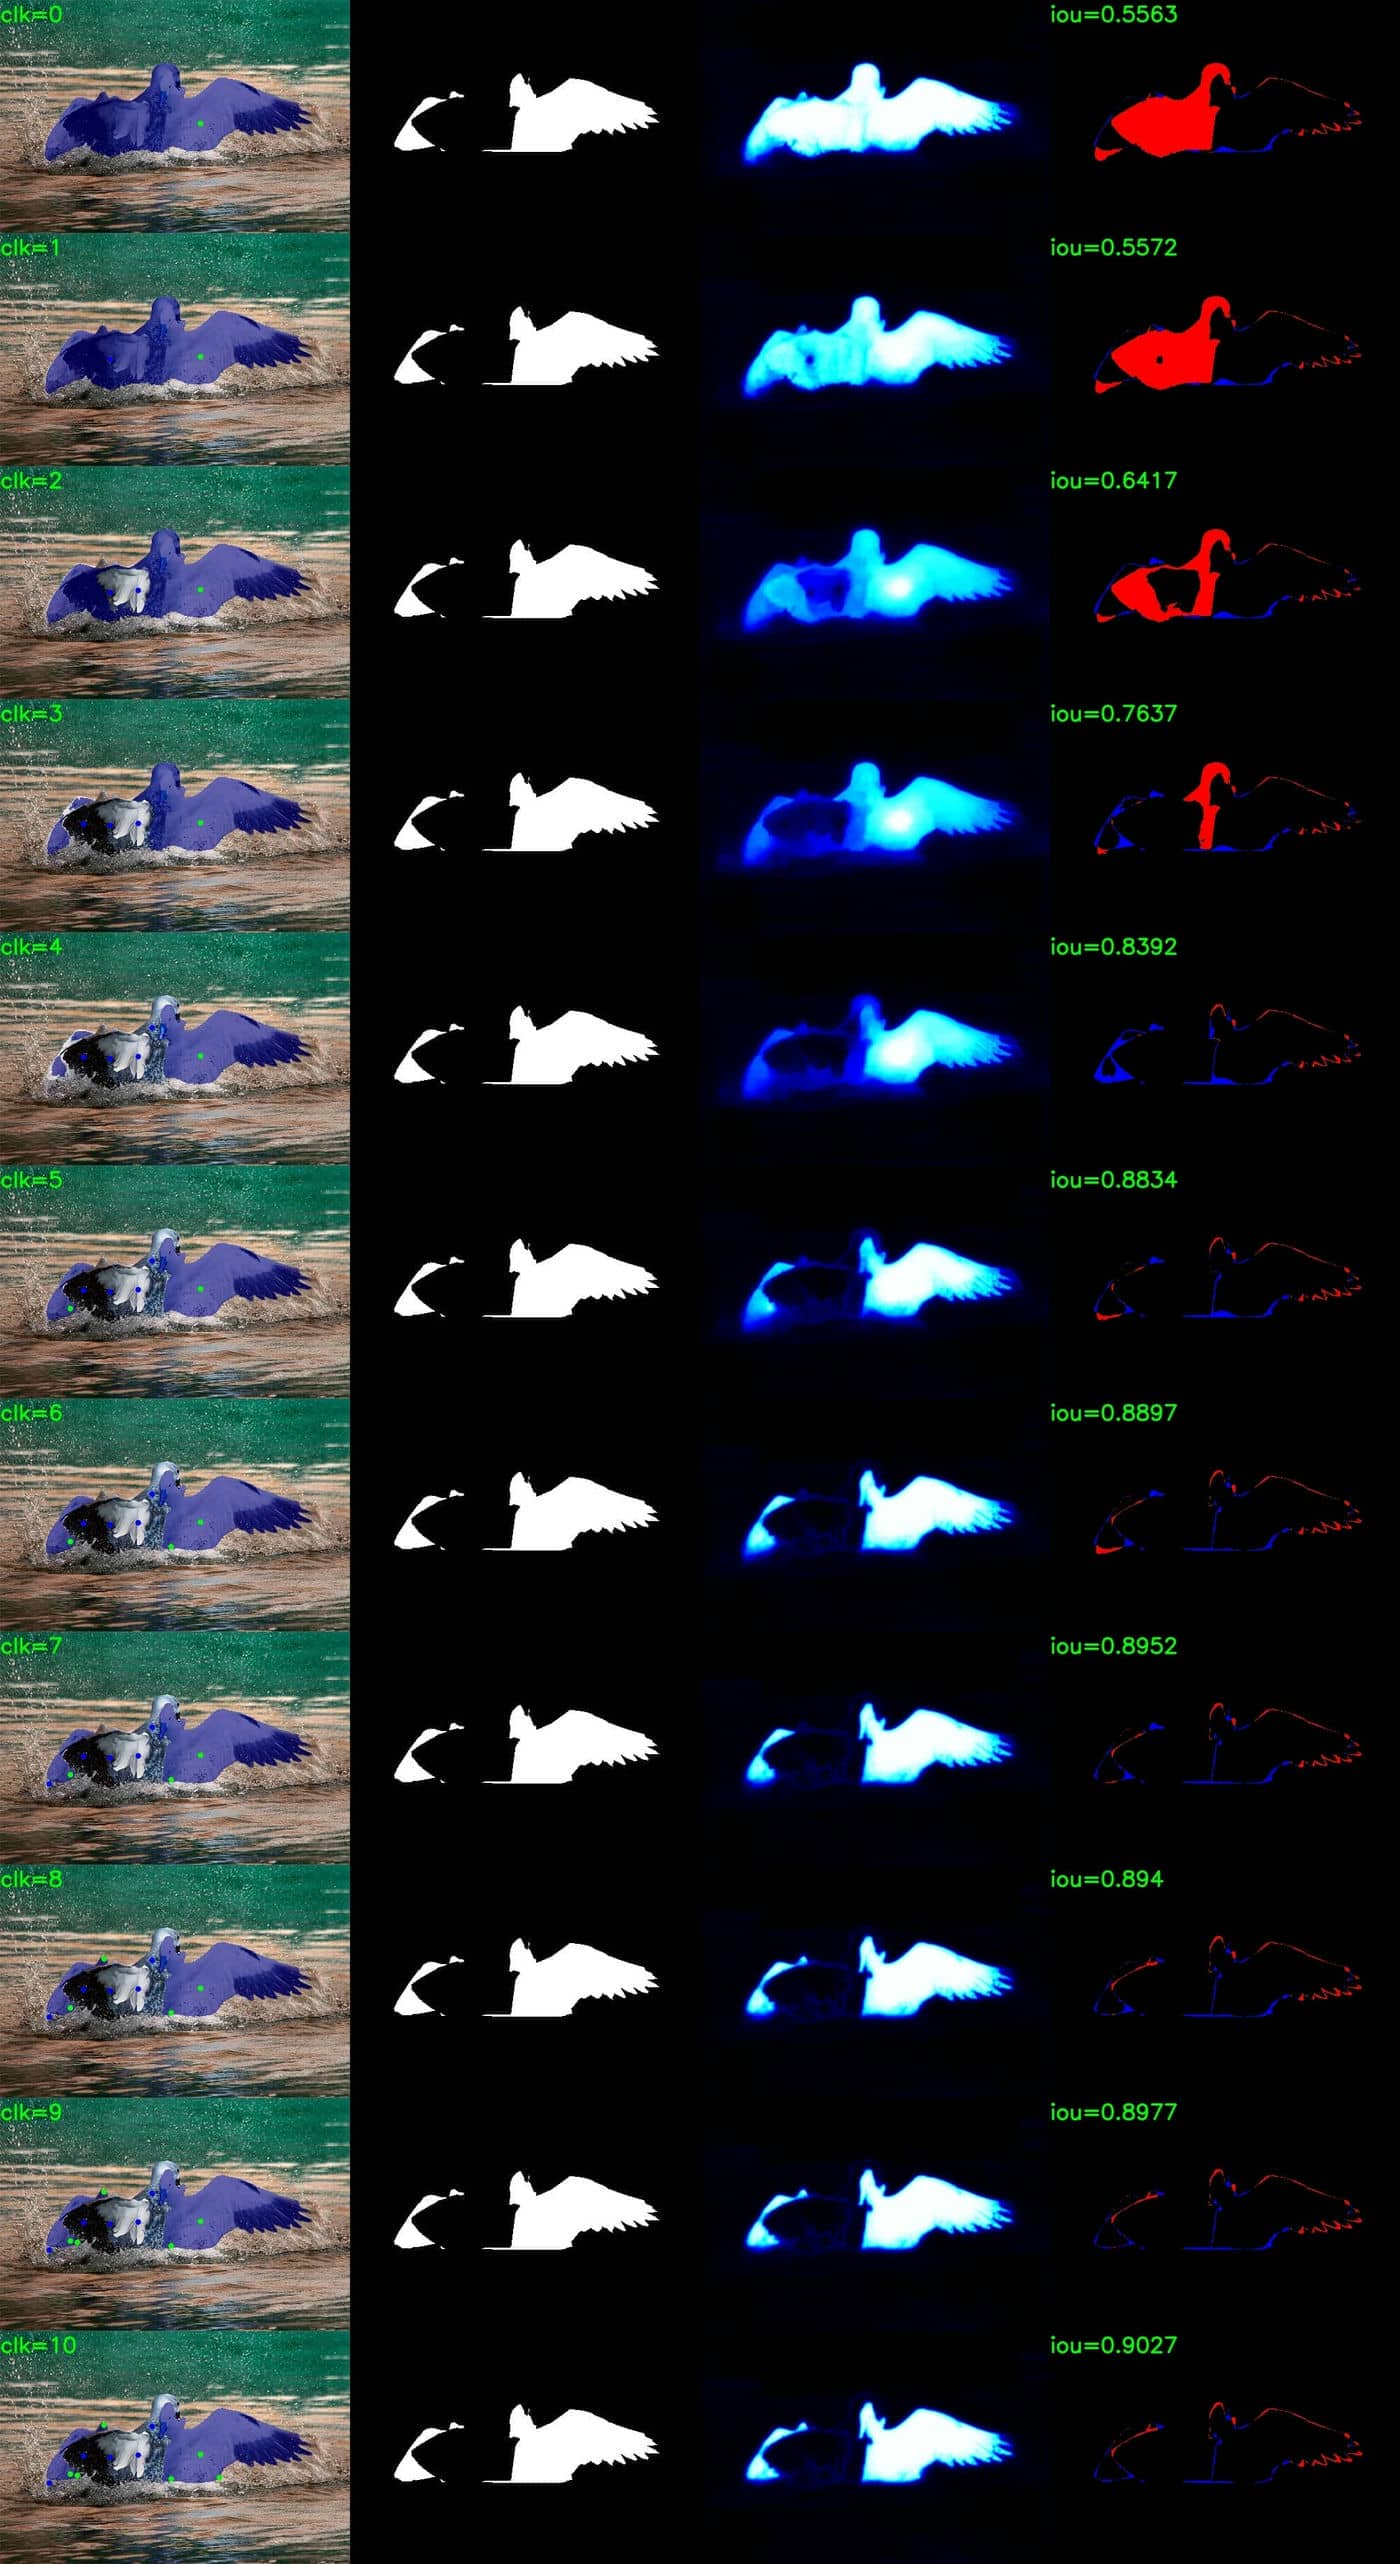 clk=0 iou=0.5563
clk=1 iou=0.5572
clk=2 iou=0.6417
clk=3 iou=0.7637
clk=4 iou=0.8392
clk=5 iou=0.8834
clk=6 iou=0.8897
clk=7 iou=0.8952
clk=8 iou=0.894
clk=9 iou=0.8977
clk=10 iou=0.9027